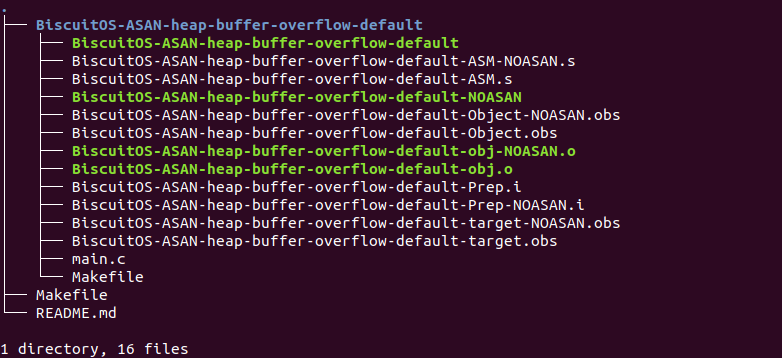 .
├── BiscuitOS-ASAN-heap-buffer-overflow-default
│   ├── BiscuitOS-ASAN-heap-buffer-overflow-default
│   ├── BiscuitOS-ASAN-heap-buffer-overflow-default-ASM-NOASAN.s
│   ├── BiscuitOS-ASAN-heap-buffer-overflow-default-ASM.s
│   ├── BiscuitOS-ASAN-heap-buffer-overflow-default-NOASAN
│   ├── BiscuitOS-ASAN-heap-buffer-overflow-default-Object-NOASAN.obs
│   ├── BiscuitOS-ASAN-heap-buffer-overflow-default-Object.obs
│   ├── BiscuitOS-ASAN-heap-buffer-overflow-default-obj-NOASAN.o
│   ├── BiscuitOS-ASAN-heap-buffer-overflow-default-obj.o
│   ├── BiscuitOS-ASAN-heap-buffer-overflow-default-Prep.i
│   ├── BiscuitOS-ASAN-heap-buffer-overflow-default-Prep-NOASAN.i
│   ├── BiscuitOS-ASAN-heap-buffer-overflow-default-target-NOASAN.obs
│   ├── BiscuitOS-ASAN-heap-buffer-overflow-default-target.obs
│   ├── main.c
│   └── Makefile
├── Makefile
└── README.md
1 directory, 16 files